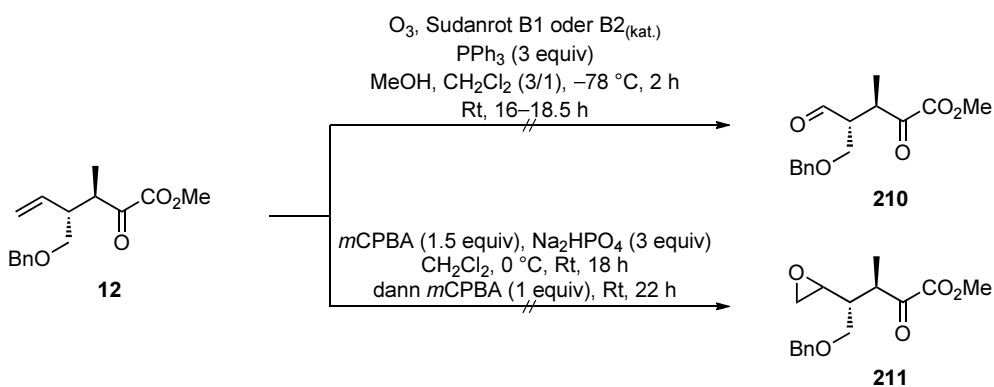 O3, Sudanrot B1 oder B2(kat.)
PPh3 (3 equiv)
MeOH, CH2Cl2 (3/1), –78 °C, 2 h
Rt, 16–18.5 h
O
CO2Me
O
BnO
210
CO2Me
O
BnO
12
mCPBA (1.5 equiv), Na2HPO4 (3 equiv)
CH2Cl2, 0 °C, Rt, 18 h
dann mCPBA (1 equiv), Rt, 22 h
O
CO2Me
O
BnO
211